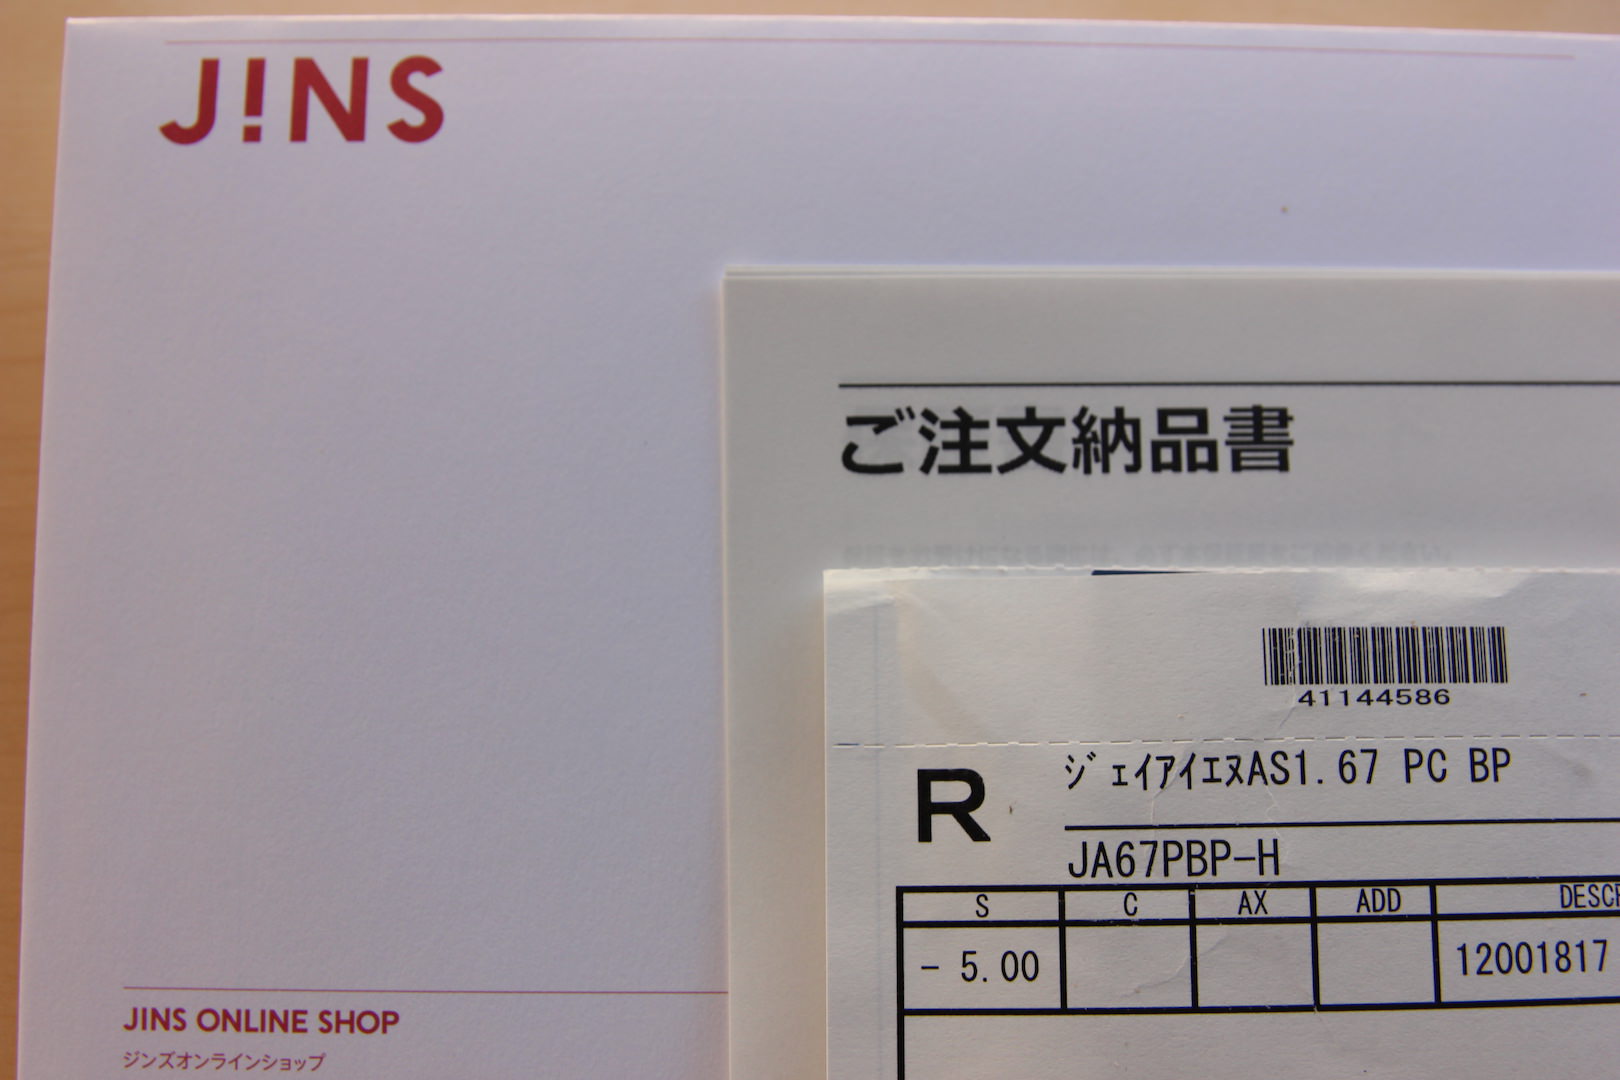 J!NS
ご注文納品書
41144586
R
ジェイアイエヌAS1.67 PC BP
JA67PBP-H
S C AX ADD
- 5.00 12001817
JINS ONLINE SHOP
ジンズオンラインショップ